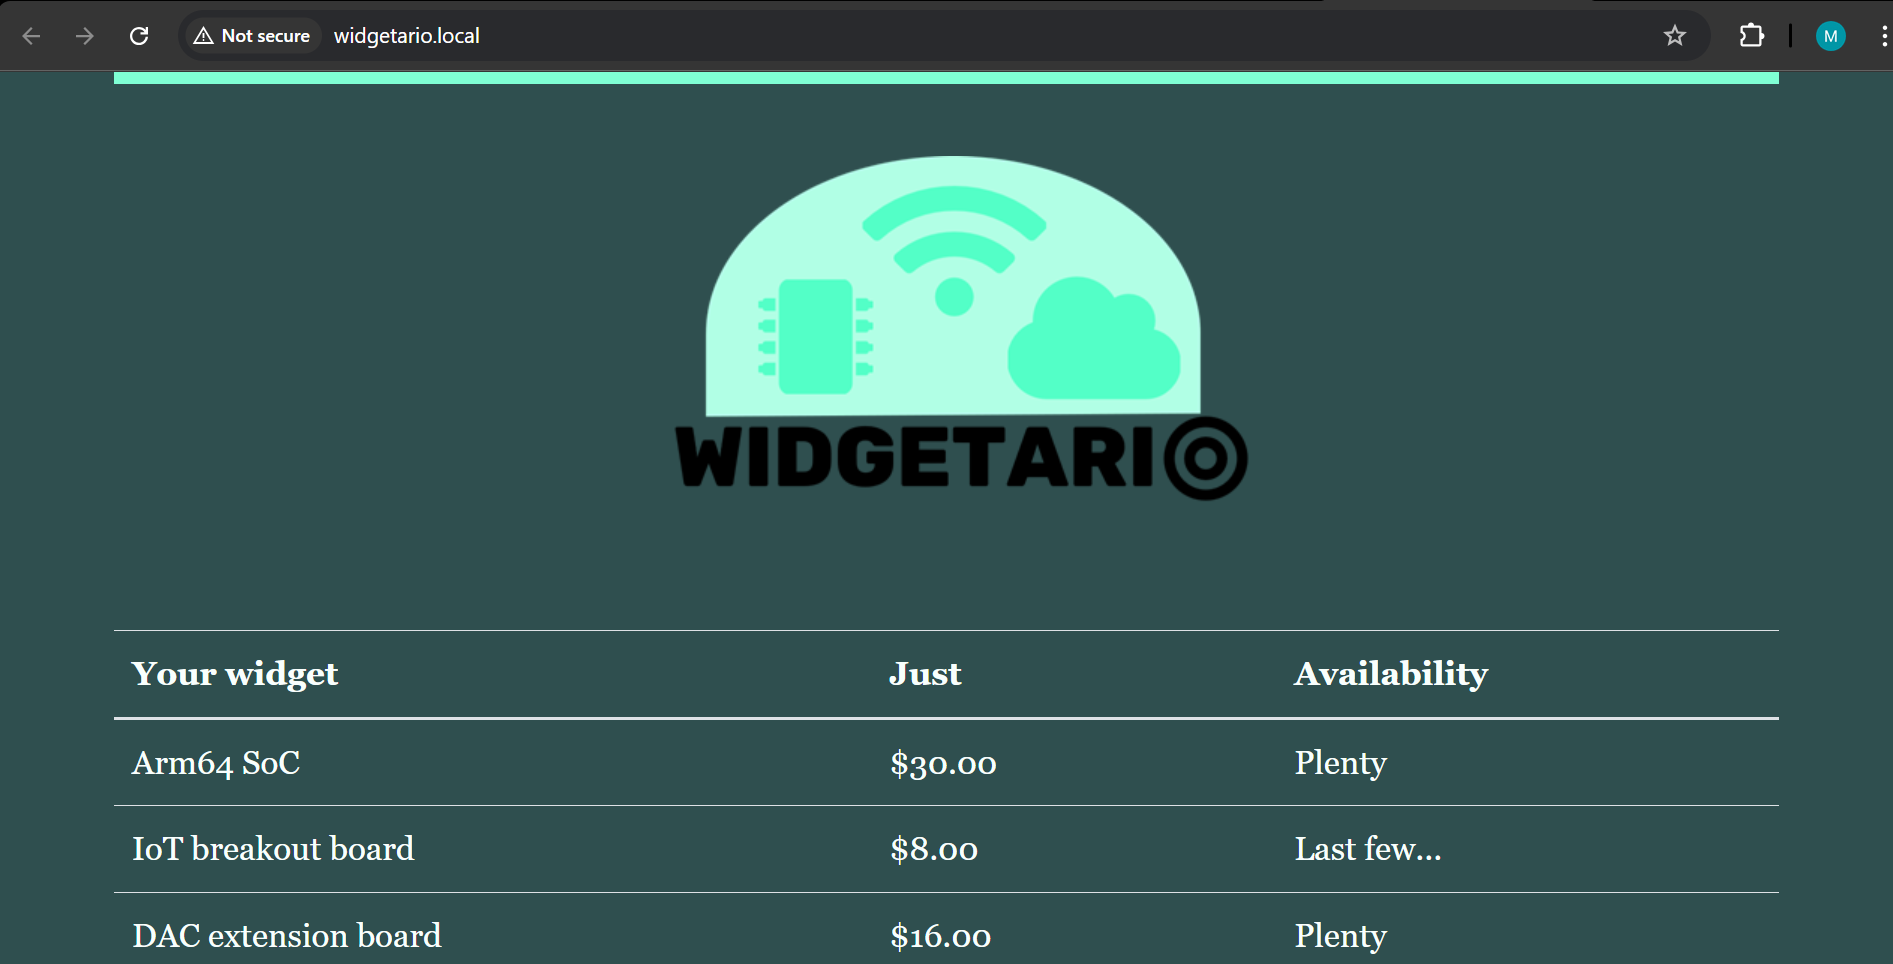 Not secure widgetario.local M
WIDGETARIO
Your widget Just Availability
Arm64 SoC $30.00 Plenty
IoT breakout board $8.00 Last few...
DAC extension board $16.00 Plenty